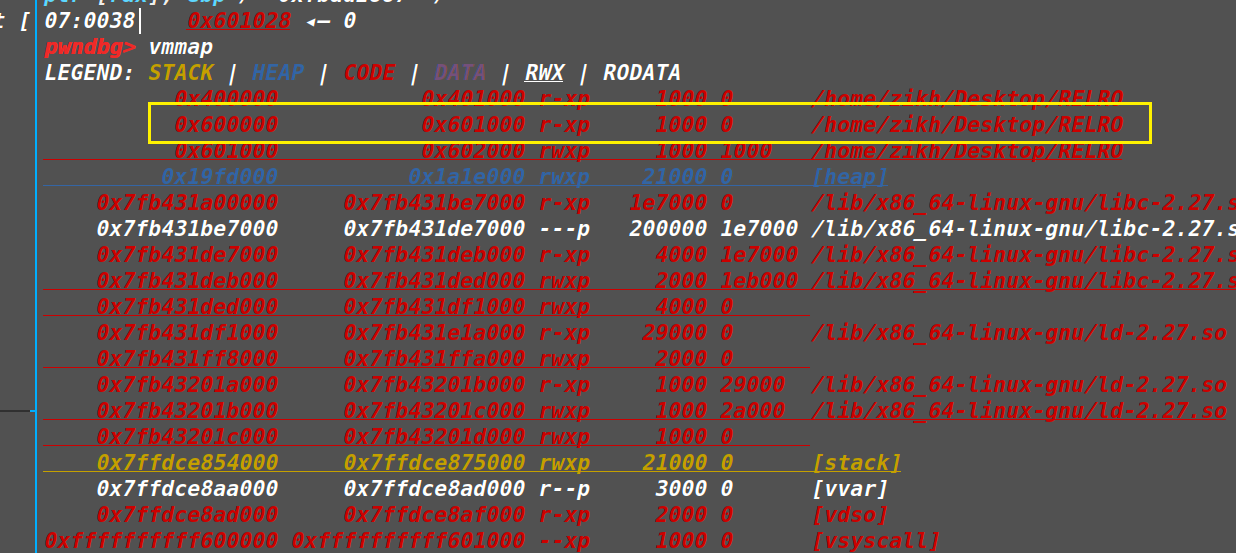 t [ 07:0038 0x601028 ◂— 0
pwndbg> vmmap
LEGEND: STACK | HEAP | CODE | DATA | RWX | RODATA
0x400000 0x401000 r-xp 1000 0 /home/zikh/Desktop/RELRO
0x600000 0x601000 r-xp 1000 0 /home/zikh/Desktop/RELRO
0x601000 0x602000 rwxp 1000 1000 /home/zikh/Desktop/RELRO
0x19fd000 0x1a1e000 rwxp 21000 0 [heap]
0x7fb431a00000 0x7fb431be7000 r-xp 1e7000 0 /lib/x86_64-linux-gnu/libc-2.27.s
0x7fb431be7000 0x7fb431de7000 ---p 200000 1e7000 /lib/x86_64-linux-gnu/libc-2.27.s
0x7fb431de7000 0x7fb431deb000 r-xp 4000 1e7000 /lib/x86_64-linux-gnu/libc-2.27.s
0x7fb431deb000 0x7fb431ded000 rwxp 2000 1eb000 /lib/x86_64-linux-gnu/libc-2.27.s
0x7fb431ded000 0x7fb431df1000 rwxp 4000 0
0x7fb431df1000 0x7fb431e1a000 r-xp 29000 0 /lib/x86_64-linux-gnu/ld-2.27.so
0x7fb431ff8000 0x7fb431ffa000 rwxp 2000 0
0x7fb43201a000 0x7fb43201b000 r-xp 1000 29000 /lib/x86_64-linux-gnu/ld-2.27.so
0x7fb43201b000 0x7fb43201c000 rwxp 1000 2a000 /lib/x86_64-linux-gnu/ld-2.27.so
0x7fb43201c000 0x7fb43201d000 rwxp 1000 0
0x7ffdce854000 0x7ffdce875000 rwxp 21000 0 [stack]
0x7ffdce8aa000 0x7ffdce8ad000 r--p 3000 0 [vvar]
0x7ffdce8ad000 0x7ffdce8af000 r-xp 2000 0 [vdso]
0xffffffffff600000 0xffffffffff601000 --xp 1000 0 [vsyscall]